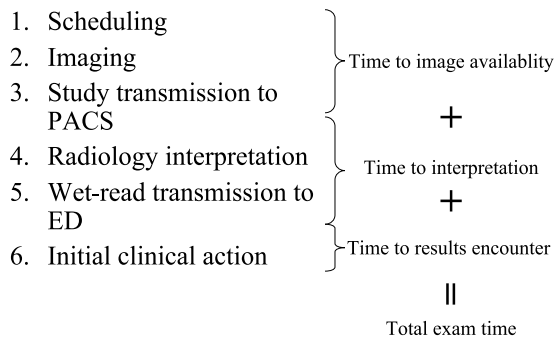 1. Scheduling
2. Imaging
3. Study transmission to
PACS
4. Radiology interpretation
5. Wet-read transmission to
ED
6. Initial clinical action
Time to image availablity
+
Time to interpretation
+
Time to results encounter
=
Total exam time